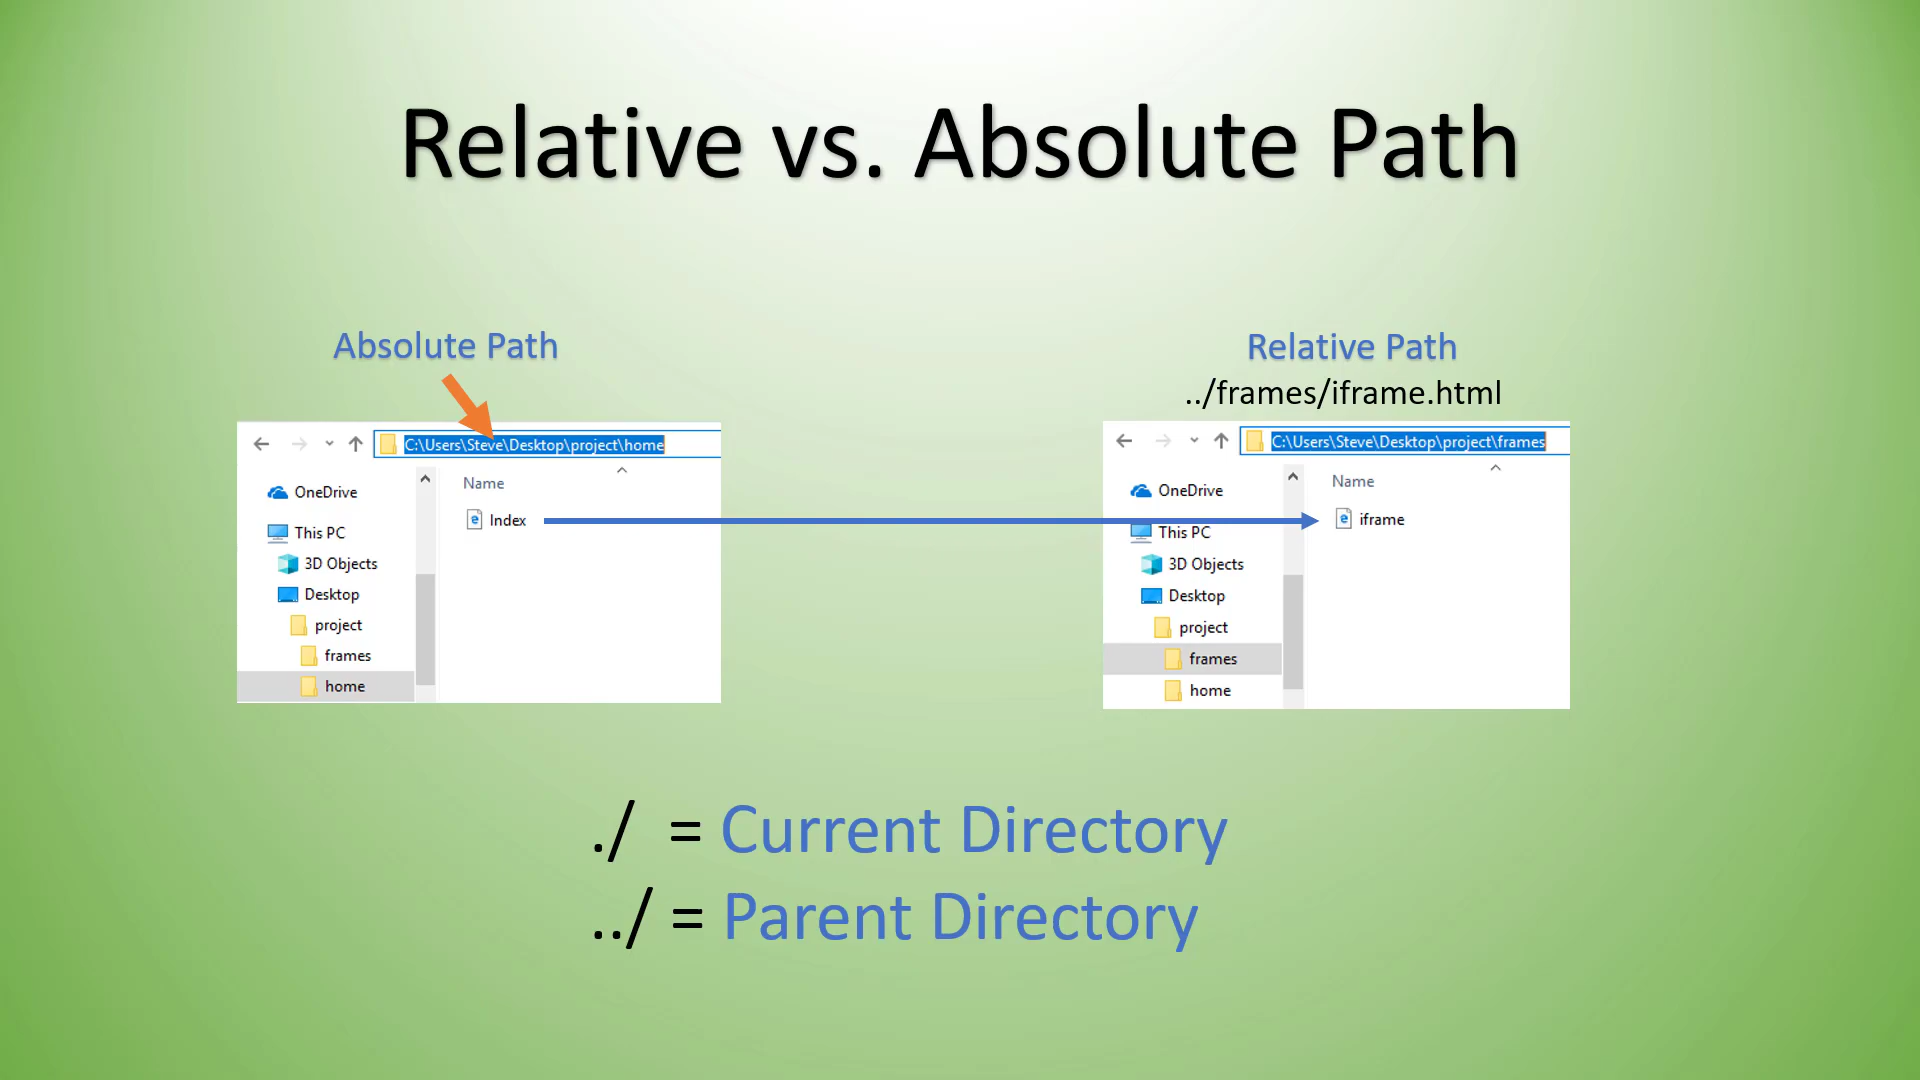 Relative vs. Absolute Path
Absolute Path
C:\Users\Steve\Desktop\project\home
OneDrive
This PC
3D Objects
Desktop
project
frames
home
Name
Index
Relative Path
../frames/iframe.html
C:\Users\Steve\Desktop\project\frames
OneDrive
This PC
3D Objects
Desktop
project
frames
home
Name
iframe
./ = Current Directory
../ = Parent Directory